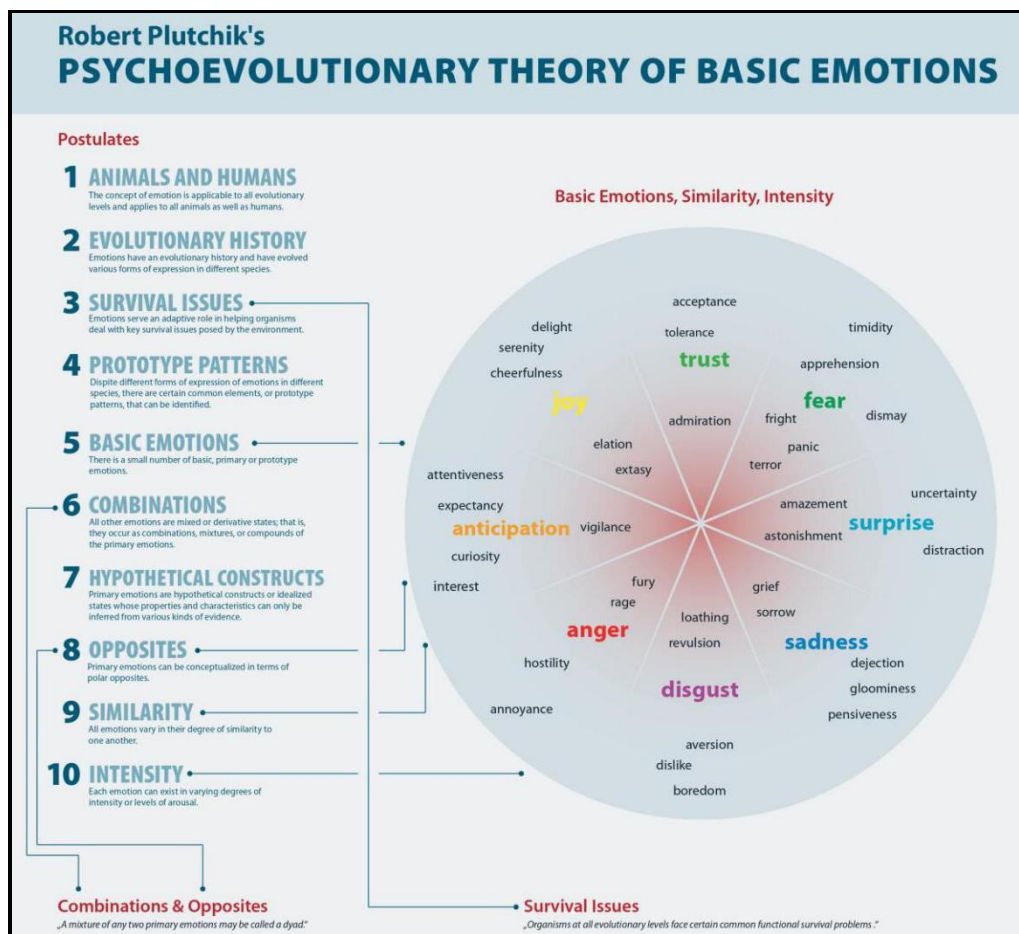 Robert Plutchik's
PSYCHOEVOLUTIONARY THEORY OF BASIC EMOTIONS
Postulates
1 ANIMALS AND HUMANS
The concept of emotion is applicable to all evolutionary
levels and applies to all animals as well as humans.
2 EVOLUTIONARY HISTORY
Emotions have an evolutionary history and have evolved
various forms of expression in different species.
3 SURVIVAL ISSUES
Emotions serve an adaptive role in helping organisms
deal with key survival issues posed by the environment.
4 PROTOTYPE PATTERNS
Dispite different forms of expression of emotions in different
species, there are certain common elements, or prototype
patterns, that can be identified.
5 BASIC EMOTIONS
There is a small number of basic, primary or prototype
emotions.
6 COMBINATIONS
All other emotions are mixed or derivative states; that is,
they occur as combinations, mixtures, or compounds of
the primary emotions.
7 HYPOTHETICAL CONSTRUCTS
Primary emotions are hypothetical constructs or idealized
states whose properties and characteristics can only be
inferred from various kinds of evidence.
8 OPPOSITES
Primary emotions can be conceptualized in terms of
polar opposites.
9 SIMILARITY
All emotions vary in their degree of similarity to
one another.
10 INTENSITY
Each emotion can exist in varying degrees of
intensity or levels of arousal.
Basic Emotions, Similarity, Intensity
acceptance
tolerance
trust
admiration
timidity
apprehension
fear
dismay
fright
panic
terror
uncertainty
amazement
surprise
astonishment
distraction
grief
sorrow
sadness
dejection
gloominess
pensiveness
loathing
revulsion
disgust
aversion
dislike
boredom
fury
rage
anger
hostility
annoyance
attentiveness
expectancy
anticipation
vigilance
curiosity
interest
delight
serenity
cheerfulness
joy
elation
extasy
Combinations & Opposites
„A mixture of any two primary emotions may be called a dyad."
Survival Issues
„Organisms at all evolutionary levels face certain common functional survival problems ."